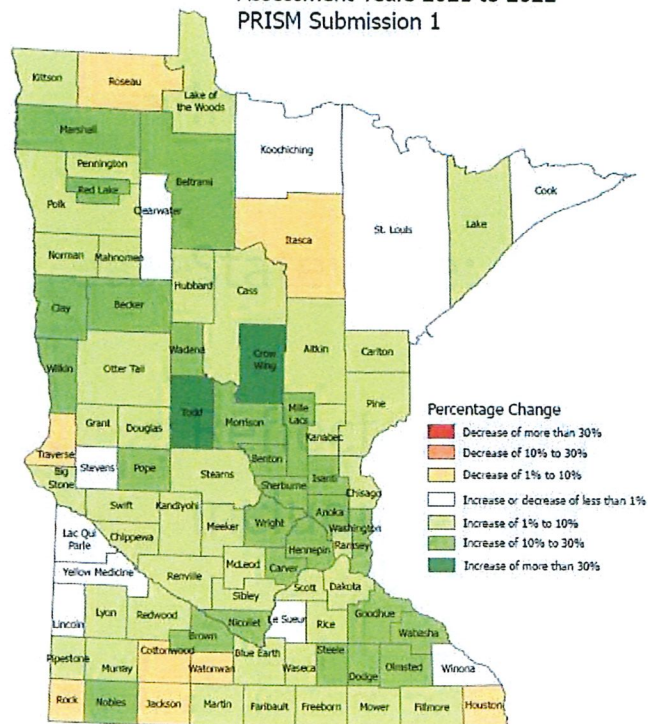 PRISM Submission 1
Kittson
Roseau
Lake of
the Woods
Marshall
Koochiching
Pennington
Beltrami
Red Lake
Cook
Polk
Clearwater
St. Louis
Lake
Itasca
Norman
Mahnomen
Hubbard
Cass
Clay
Becker
Wadena
Crow
Wing
Aitkin
Carlton
Wilkin
Otter Tail
Pine
Todd
Mille
Lacs
Morrison
Kanabec
Grant
Douglas
Traverse
Big
Stone
Stevens
Pope
Benton
Isanti
Stearns
Sherburne
Chisago
Swift
Kandiyohi
Anoka
Meeker
Wright
Washington
Lac Qui
Parle
Chippewa
Hennepin
Ramsey
Yellow Medicine
McLeod
Carver
Renville
Scott
Dakota
Sibley
Lincoln
Lyon
Redwood
Nicollet
Le Sueur
Rice
Goodhue
Wabasha
Brown
Pipestone
Murray
Cottonwood
Watonwan
Blue Earth
Waseca
Steele
Dodge
Olmsted
Winona
Rock
Nobles
Jackson
Martin
Faribault
Freeborn
Mower
Fillmore
Houston
Percentage Change
Decrease of more than 30%
Decrease of 10% to 30%
Decrease of 1% to 10%
Increase or decrease of less than 1%
Increase of 1% to 10%
Increase of 10% to 30%
Increase of more than 30%